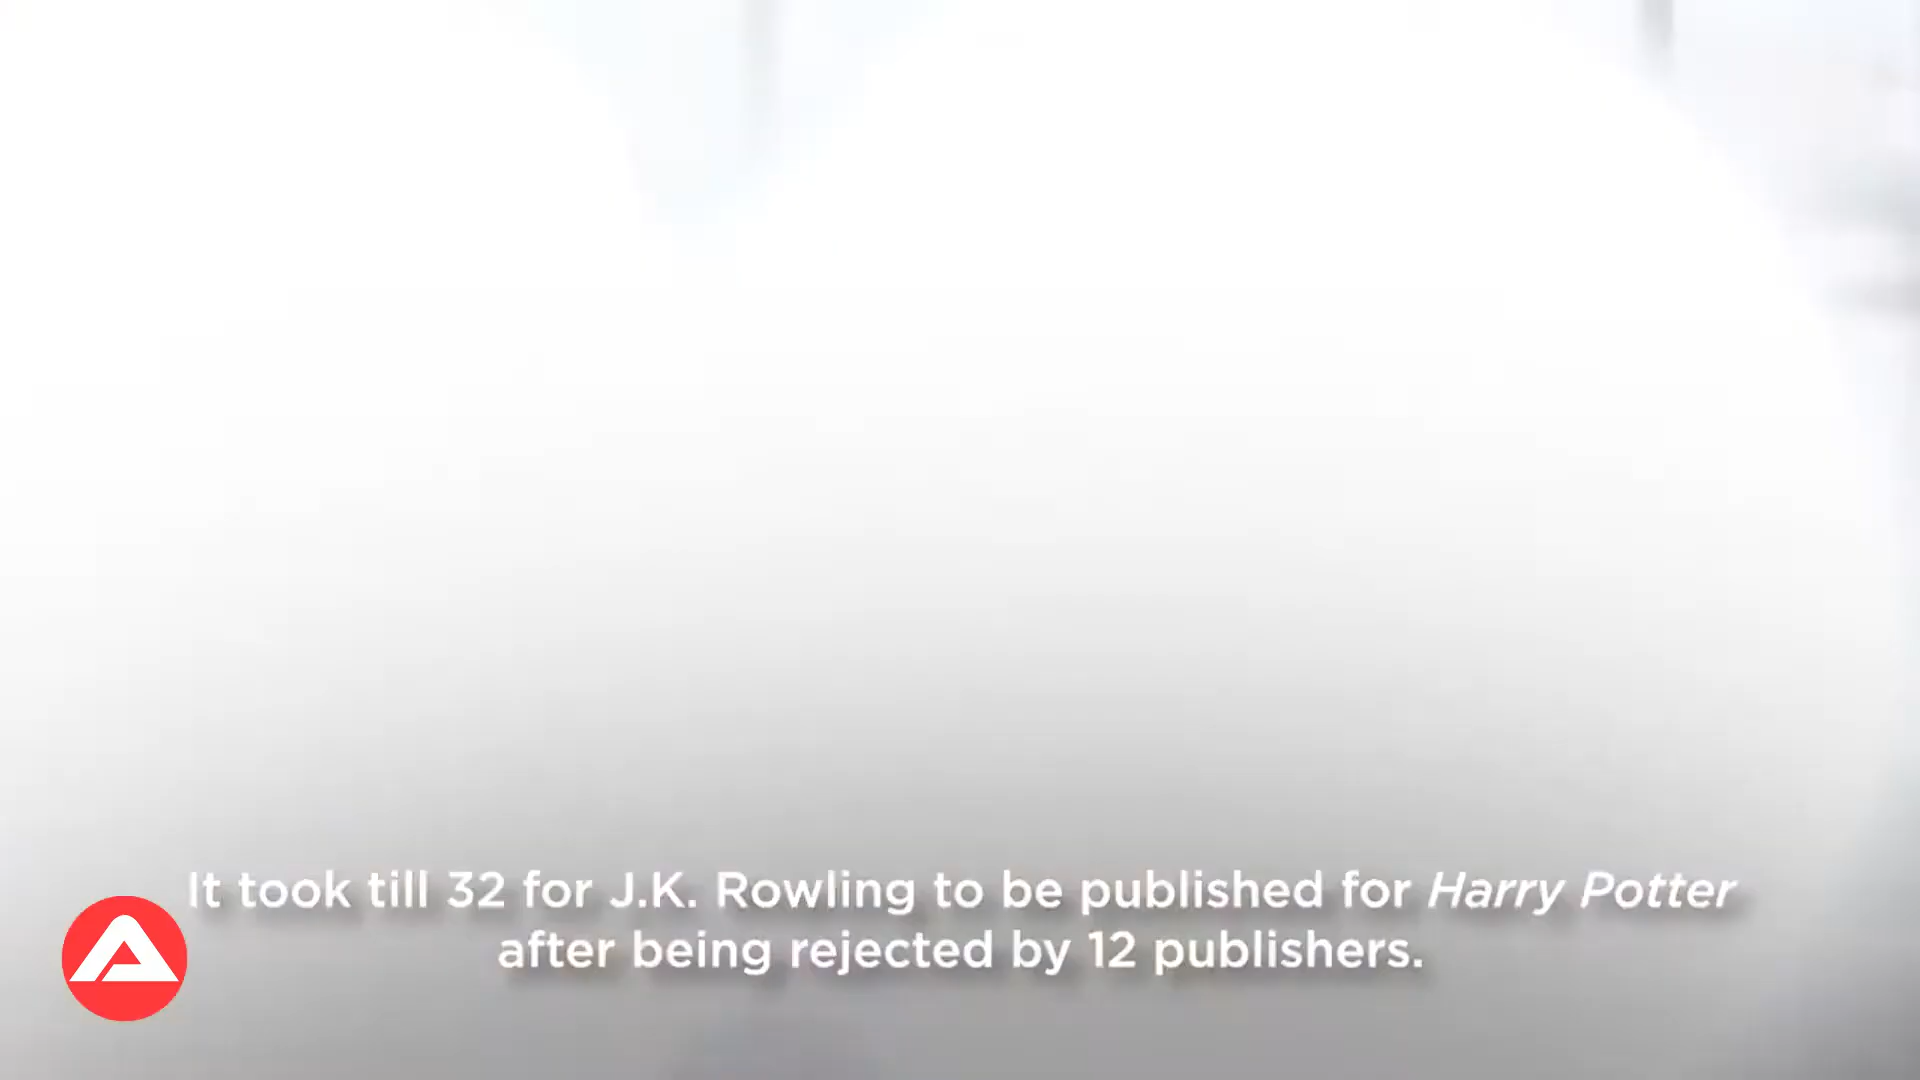 It took till 32 for J.K. Rowling to be published for Harry Potter
after being rejected by 12 publishers.